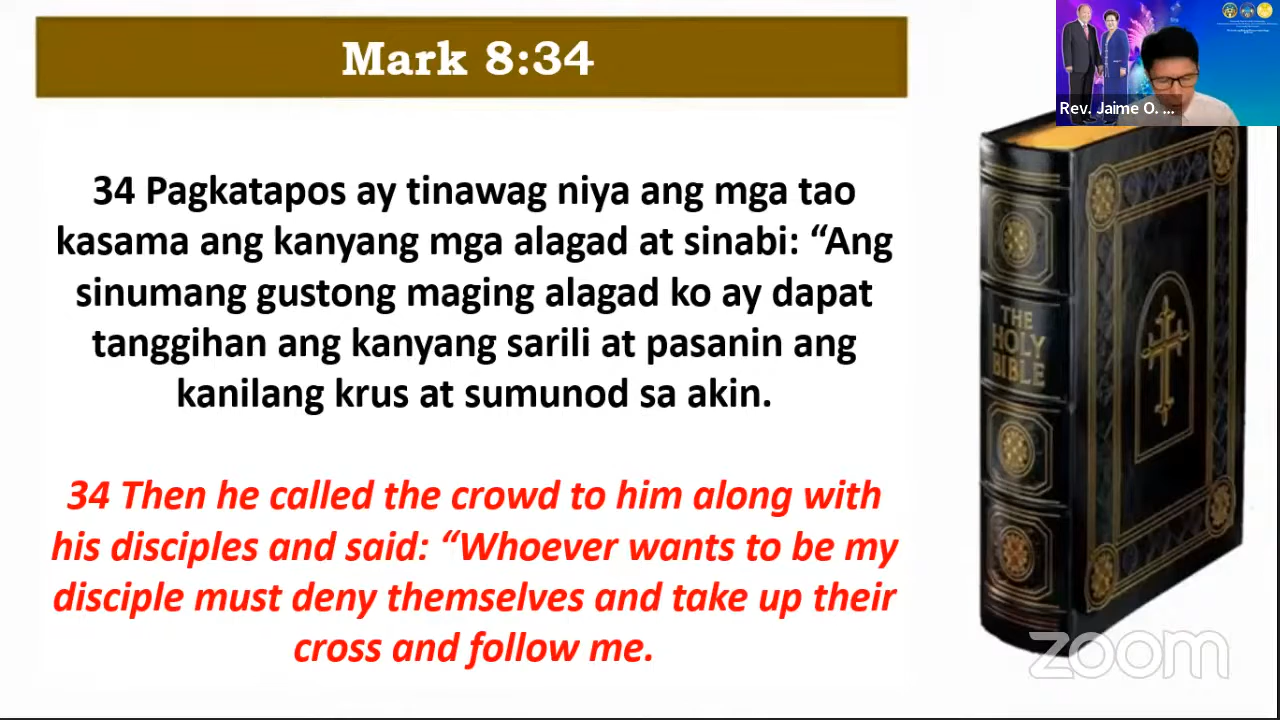 Mark 8:34
Rev. Jaime O. ...
34 Pagkatapos ay tinawag niya ang mga tao
kasama ang kanyang mga alagad at sinabi: “Ang
sinumang gustong maging alagad ko ay dapat
tanggihan ang kanyang sarili at pasanin ang
kanilang krus at sumunod sa akin.
34 Then he called the crowd to him along with
his disciples and said: “Whoever wants to be my
disciple must deny themselves and take up their
cross and follow me.
THE
HOLY
BIBLE
zoom